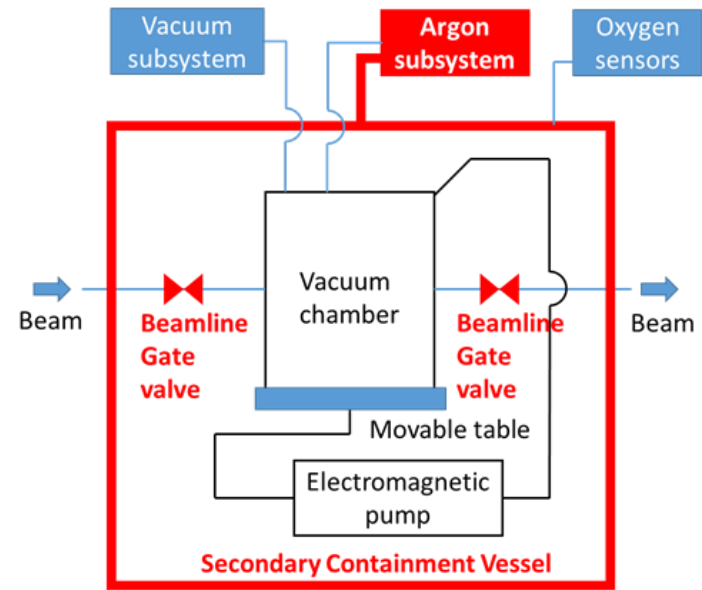 Vacuum
subsystem
Argon
subsystem
Oxygen
sensors
Vacuum
chamber
Beam
Beamline
Gate
valve
Beamline
Gate
valve
Beam
Movable table
Electromagnetic
pump
Secondary Containment Vessel